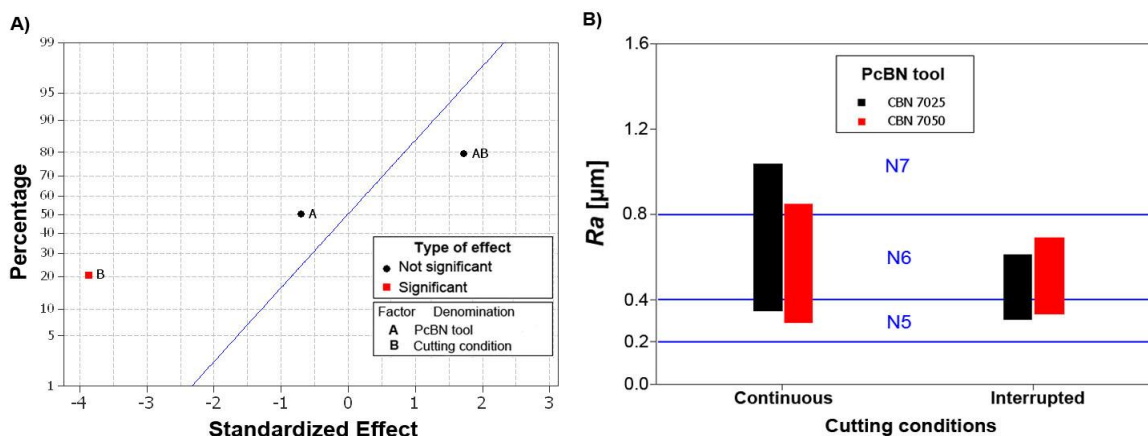 A)
99
95
90
80
70
60
50
40
30
20
10
5
1
Percentage
-4 -3 -2 -1 0 1 2 3
Standardized Effect
AB
A
B
Type of effect
Not significant
Significant
Factor Denomination
A PcBN tool
B Cutting condition
B)
1.6
1.2
0.8
0.4
0.2
0.0
Ra [µm]
PcBN tool
CBN 7025
CBN 7050
N7
N6
N5
Continuous Interrupted
Cutting conditions